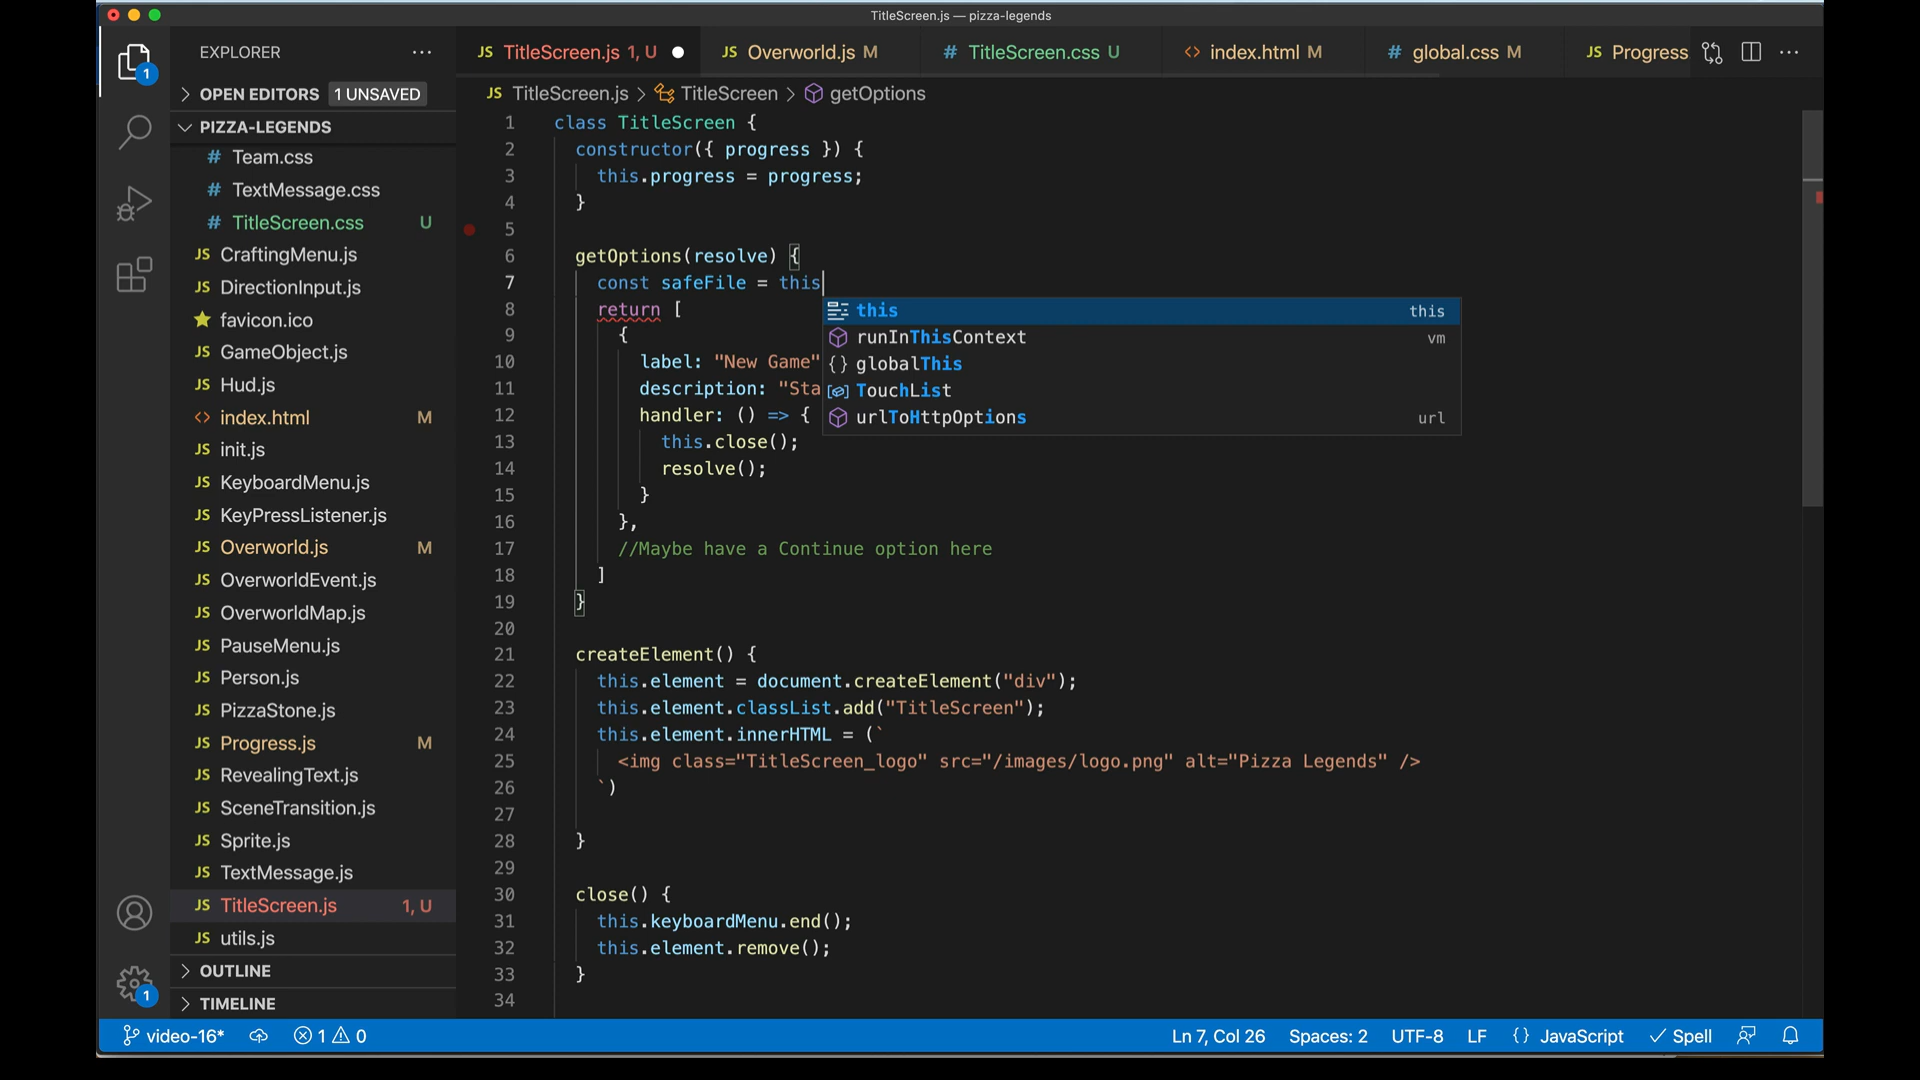 TitleScreen.js — pizza-legends
EXPLORER
OPEN EDITORS 1 UNSAVED
PIZZA-LEGENDS
# Team.css
# TextMessage.css
# TitleScreen.css U
JS CraftingMenu.js
JS DirectionInput.js
favicon.ico
JS GameObject.js
JS Hud.js
<> index.html M
JS init.js
JS KeyboardMenu.js
JS KeyPressListener.js
JS Overworld.js M
JS OverworldEvent.js
JS OverworldMap.js
JS PauseMenu.js
JS Person.js
JS PizzaStone.js
JS Progress.js M
JS RevealingText.js
JS SceneTransition.js
JS Sprite.js
JS TextMessage.js
JS TitleScreen.js 1, U
JS utils.js
OUTLINE
TIMELINE
1
1
JS TitleScreen.js 1, U JS Overworld.js M # TitleScreen.css U <> index.html M # global.css M JS Progress
JS TitleScreen.js > TitleScreen > getOptions
1 class TitleScreen {
2 constructor({ progress }) {
3 this.progress = progress;
4 }
5
6 getOptions(resolve) {
7 const safeFile = this
8 return [
9 {
10 label: "New Game"
11 description: "Sta
12 handler: () => {
13 this.close();
14 resolve();
15 }
16 },
17 //Maybe have a Continue option here
18 ]
19 }
20
21 createElement() {
22 this.element = document.createElement("div");
23 this.element.classList.add("TitleScreen");
24 this.element.innerHTML = (`
25 <img class="TitleScreen_logo" src="/images/logo.png" alt="Pizza Legends" />
26 `)
27
28 }
29
30 close() {
31 this.keyboardMenu.end();
32 this.element.remove();
33 }
34
this this
runInThisContext vm
{} globalThis
TouchList
urlToHttpOptions url
video-16* 1 0 Ln 7, Col 26 Spaces: 2 UTF-8 LF {} JavaScript Spell